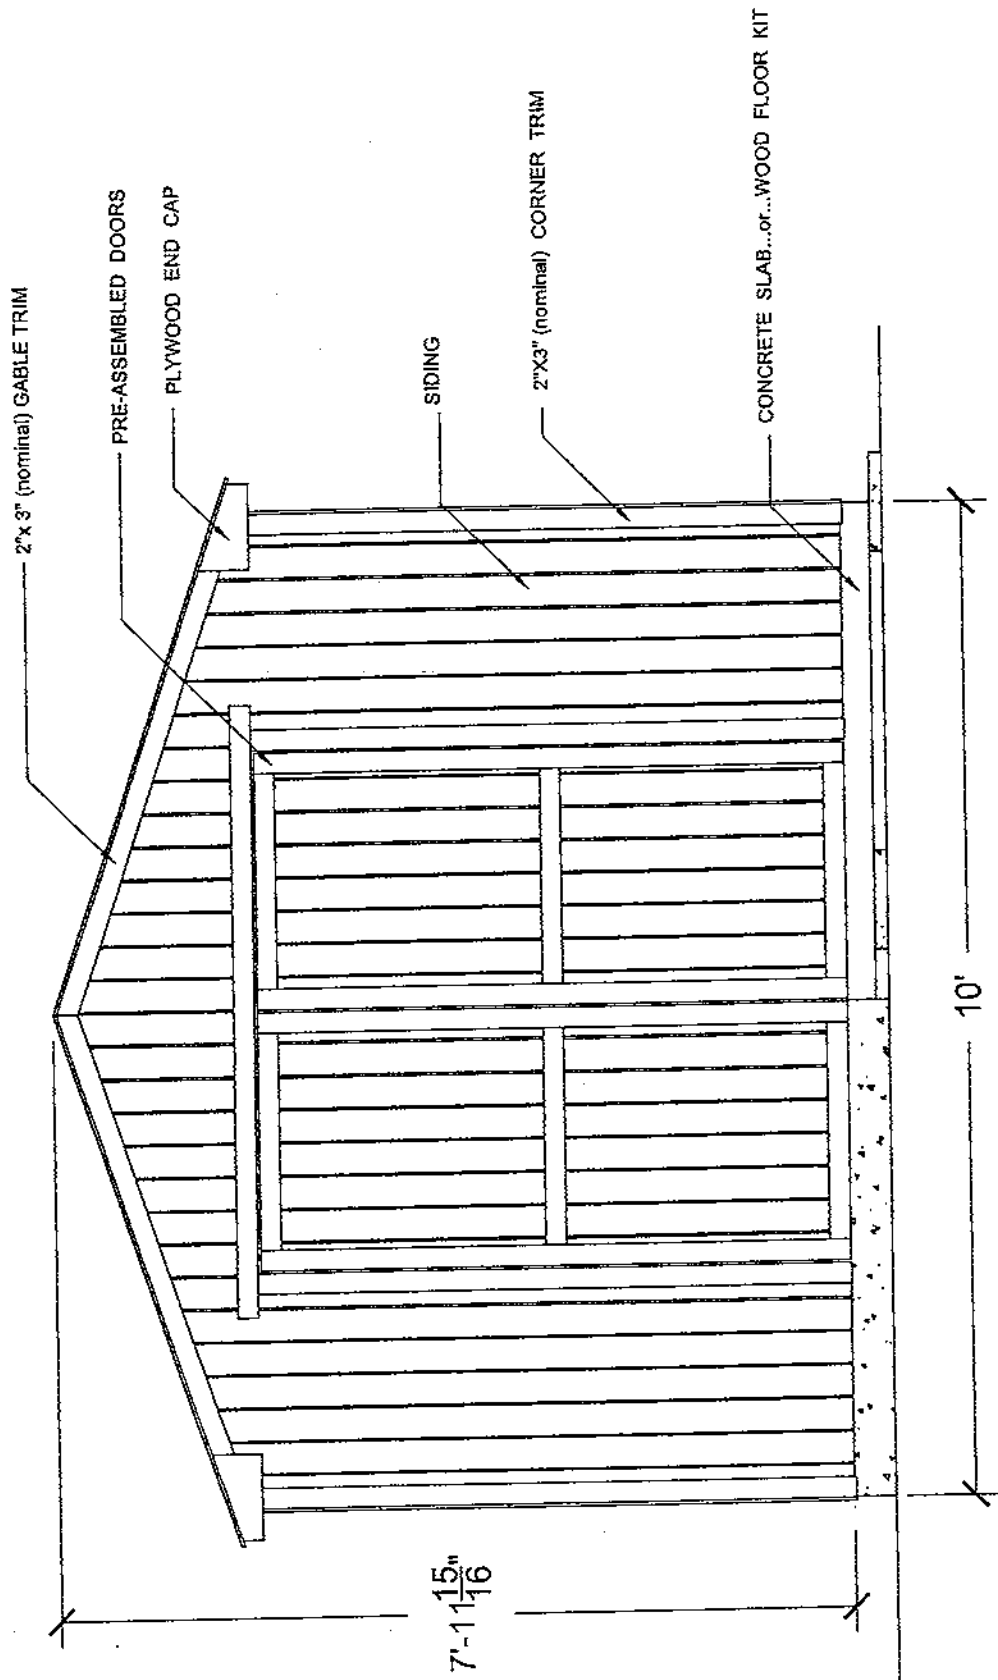 2"x 3" (nominal) GABLE TRIM
PRE-ASSEMBLED DOORS
PLYWOOD END CAP
SIDING
2"X3" (nominal) CORNER TRIM
CONCRETE SLAB...or...WOOD FLOOR KIT
7'-11 15/16"
10'